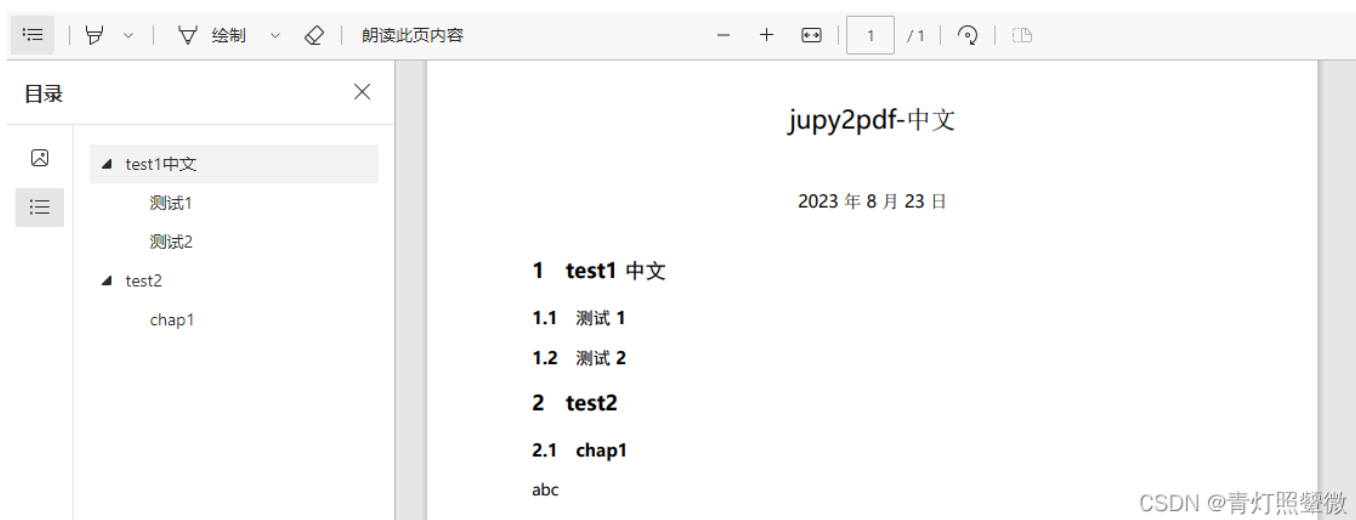 绘制 朗读此页内容 1 / 1
目录
test1中文
测试1
测试2
test2
chap1
jupy2pdf-中文
2023 年 8 月 23 日
1 test1 中文
1.1 测试 1
1.2 测试 2
2 test2
2.1 chap1
abc
CSDN @青灯照颦微